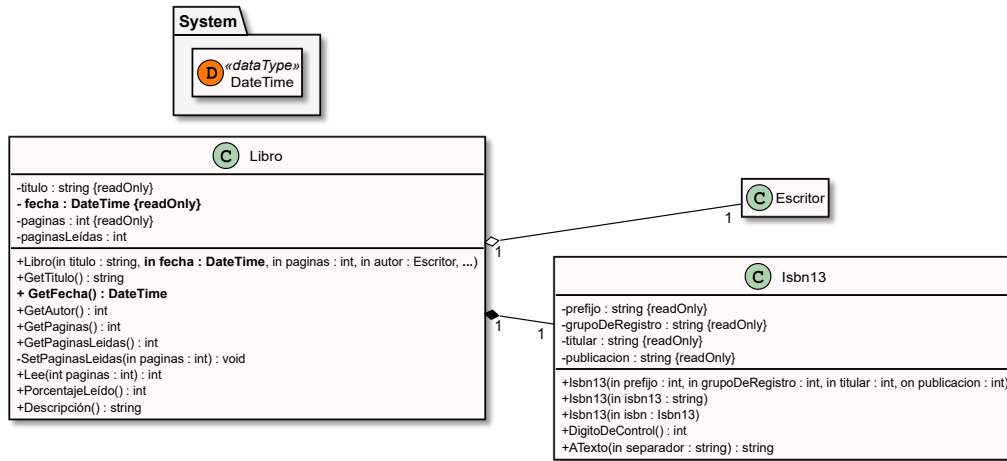 System
D
«dataType»
DateTime
C Libro
-titulo : string {readOnly}
- fecha : DateTime {readOnly}
-paginas : int {readOnly}
-paginasLeídas : int
+Libro(in titulo : string, in fecha : DateTime, in paginas : int, in autor : Escritor, ...)
+GetTitulo() : string
+ GetFecha() : DateTime
+GetAutor() : int
+GetPaginas() : int
+GetPaginasLeidas() : int
-SetPaginasLeidas(in paginas : int) : void
+Lee(int paginas : int) : int
+PorcentajeLeído() : int
+Descripción() : string
1
1
C Escritor
1
1
C Isbn13
-prefijo : string {readOnly}
-grupoDeRegistro : string {readOnly}
-titular : string {readOnly}
-publicacion : string {readOnly}
+Isbn13(in prefijo : int, in grupoDeRegistro : int, in titular : int, on publicacion : int)
+Isbn13(in isbn13 : string)
+Isbn13(in isbn : Isbn13)
+DigitoDeControl() : int
+ATexto(in separador : string) : string